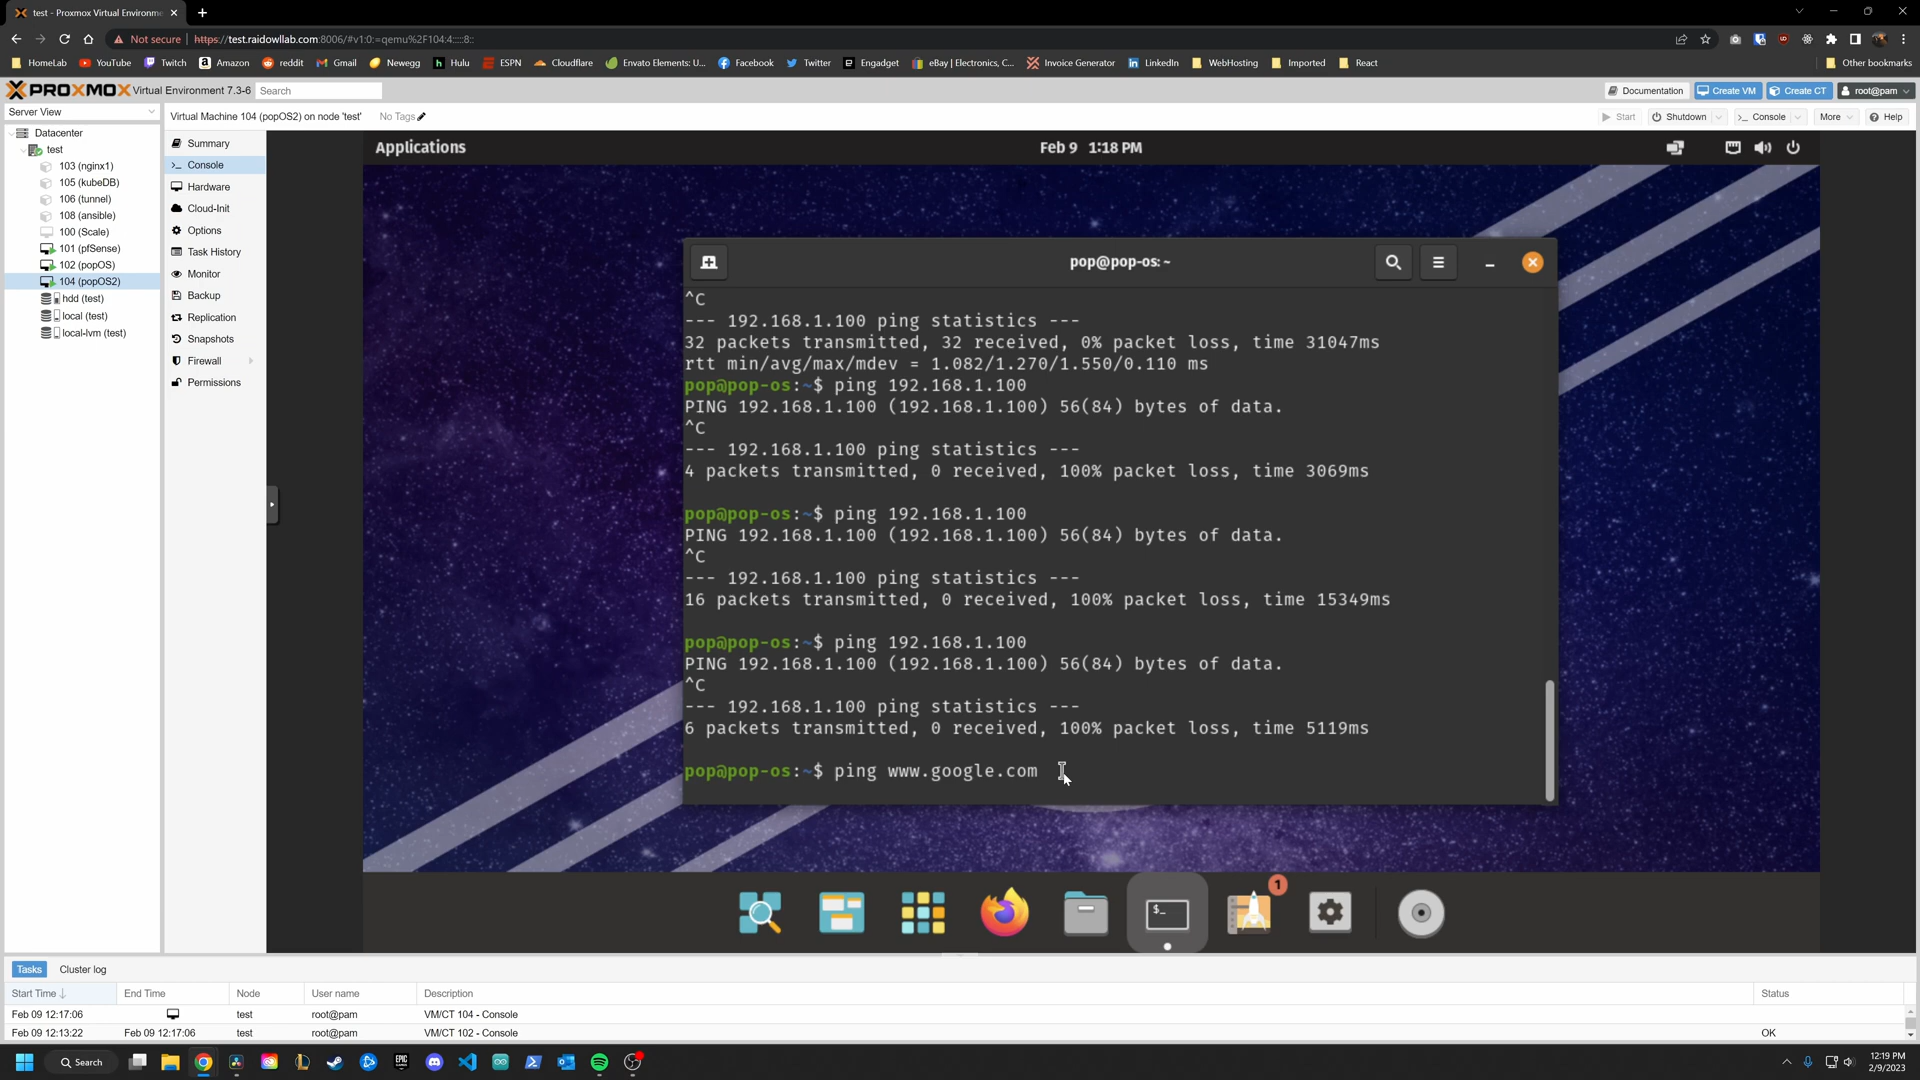 test - Proxmox Virtual Environme
Not secure
https://test.raidowllab.com:8006/#v1:0:=qemu%2F104:4:::::8::
HomeLab YouTube Twitch Amazon reddit Gmail Newegg Hulu ESPN Cloudflare Envato Elements: U... Facebook Twitter Engadget eBay | Electronics, C... Invoice Generator LinkedIn WebHosting Imported React Other bookmarks
PROXMOX Virtual Environment 7.3-6 Search Documentation Create VM Create CT root@pam
Server View
Virtual Machine 104 (popOS2) on node 'test' No Tags Start Shutdown Console More Help
Datacenter
test
103 (nginx1)
105 (kubeDB)
106 (tunnel)
108 (ansible)
100 (Scale)
101 (pfSense)
102 (popOS)
104 (popOS2)
hdd (test)
local (test)
local-lvm (test)
Summary
Console
Hardware
Cloud-Init
Options
Task History
Monitor
Backup
Replication
Snapshots
Firewall
Permissions
Applications Feb 9 1:18 PM
pop@pop-os: ~
^C
--- 192.168.1.100 ping statistics ---
32 packets transmitted, 32 received, 0% packet loss, time 31047ms
rtt min/avg/max/mdev = 1.082/1.270/1.550/0.110 ms
pop@pop-os:~$ ping 192.168.1.100
PING 192.168.1.100 (192.168.1.100) 56(84) bytes of data.
^C
--- 192.168.1.100 ping statistics ---
4 packets transmitted, 0 received, 100% packet loss, time 3069ms
pop@pop-os:~$ ping 192.168.1.100
PING 192.168.1.100 (192.168.1.100) 56(84) bytes of data.
^C
--- 192.168.1.100 ping statistics ---
16 packets transmitted, 0 received, 100% packet loss, time 15349ms
pop@pop-os:~$ ping 192.168.1.100
PING 192.168.1.100 (192.168.1.100) 56(84) bytes of data.
^C
--- 192.168.1.100 ping statistics ---
6 packets transmitted, 0 received, 100% packet loss, time 5119ms
pop@pop-os:~$ ping www.google.com
$_
1
Tasks Cluster log
Start Time End Time Node User name Description Status
Feb 09 12:17:06 test root@pam VM/CT 104 - Console
Feb 09 12:13:22 Feb 09 12:17:06 test root@pam VM/CT 102 - Console OK
Search
EPIC
12:19 PM
2/9/2023